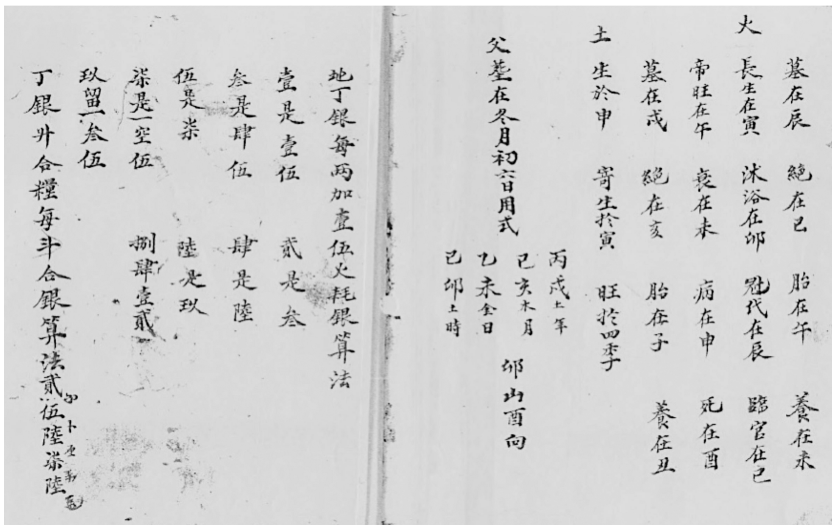 墓在辰 絕在巳 胎在午 養在未
火 長生在寅 沐浴在卯 冠代在辰 臨官在巳
帝旺在午 衰在未 病在申 死在酉
墓在戌 絕在亥 胎在子 養在丑
土 生於申 寄生於寅 旺於四季
父墓在冬月初六日用式
丙戌土年
己亥木月
乙未金日
己卯土時
卯山酉向
地丁銀每兩加壹伍火耗銀算法
壹是壹伍 貳是叁
叁是肆伍 肆是陸
伍是柒 陸是玖
柒是一空伍 捌肆壹貳
玖留一叁伍
丁銀升合糧每斗合銀算法貳伍陸柒陸